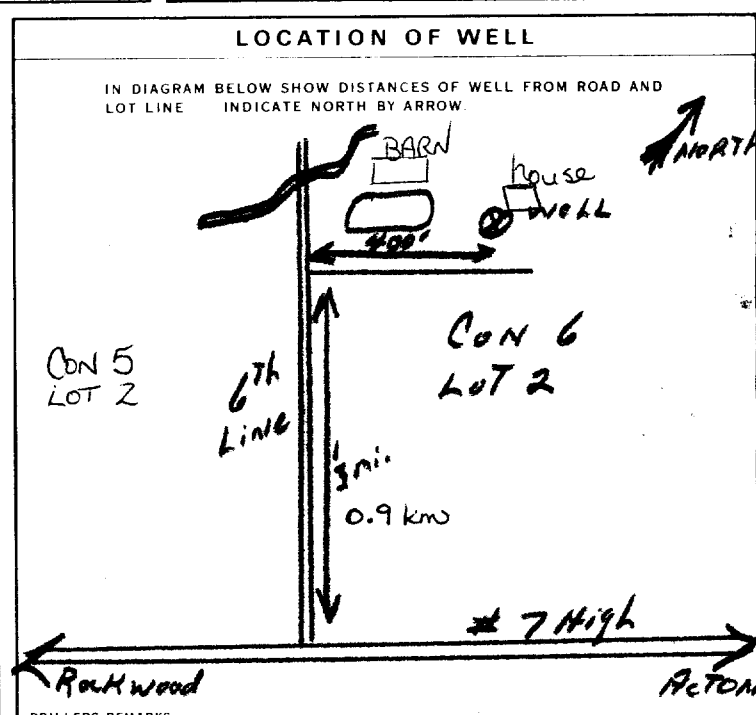 LOCATION OF WELL
IN DIAGRAM BELOW SHOW DISTANCES OF WELL FROM ROAD AND
LOT LINE INDICATE NORTH BY ARROW.
NORTH
BARN
house
WELL
400'
CON 5
LOT 2
6TH
LINE
CON 6
LOT 2
mi.
0.9 km
# 7 High
Rockwood
ACTON
DRILLERS REMARKS